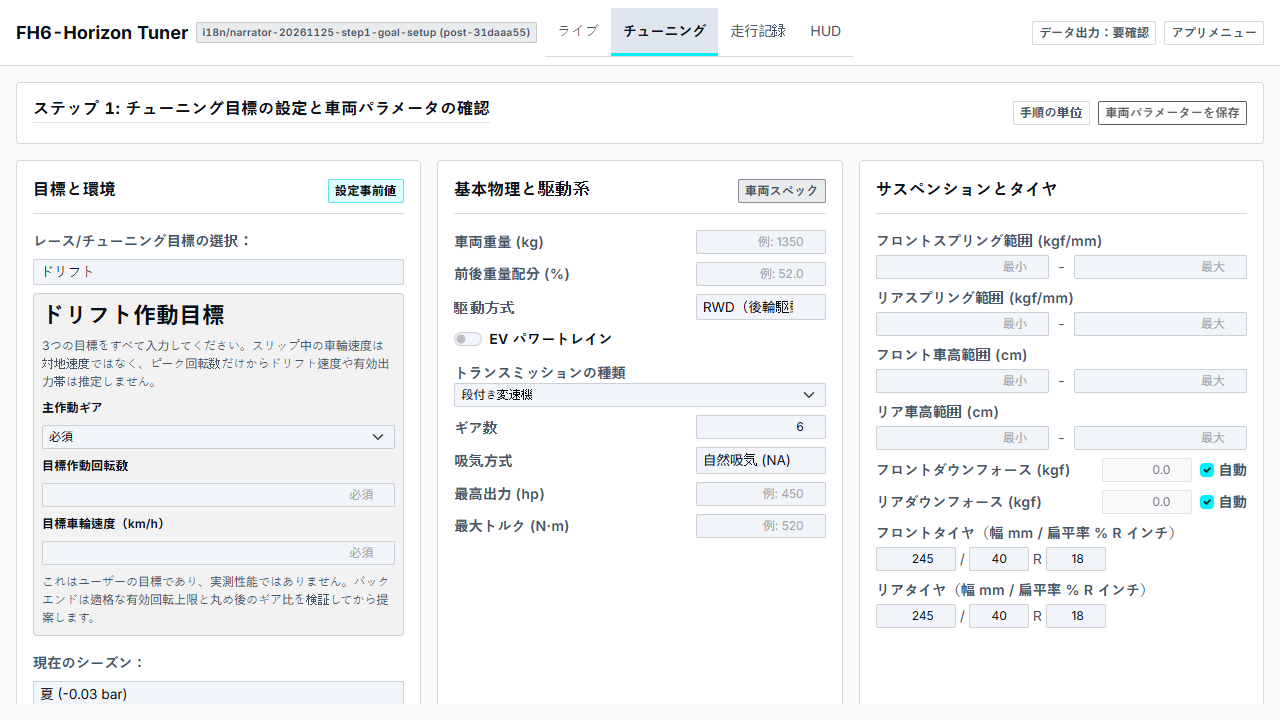 FH6-Horizon Tuner
i18n/narrator-20261125-step1-goal-setup (post-31daaa55)
ライブ
チューニング
走行記録
HUD
データ出力：要確認
アプリメニュー
ステップ 1: チューニング目標の設定と車両パラメータの確認
手順の単位
車両パラメーターを保存
目標と環境
設定事前値
レース/チューニング目標の選択：
ドリフト
ドリフト作動目標
3つの目標をすべて入力してください。スリップ中の車輪速度は
対地速度ではなく、ピーク回転数だけからドリフト速度や有効出
力帯は推定しません。
主作動ギア
必須
目標作動回転数
必須
目標車輪速度（km/h）
必須
これはユーザーの目標であり、実測性能ではありません。バック
エンドは適格な有効回転上限と丸め後のギア比を検証してから提
案します。
現在のシーズン：
夏 (-0.03 bar)
基本物理と駆動系
車両スペック
車両重量 (kg)
例: 1350
前後重量配分 (%)
例: 52.0
駆動方式
RWD（後輪駆動
EV パワートレイン
トランスミッションの種類
段付き変速機
ギア数
6
吸気方式
自然吸気 (NA)
最高出力 (hp)
例: 450
最大トルク (N·m)
例: 520
サスペンションとタイヤ
フロントスプリング範囲 (kgf/mm)
最小 - 最大
リアスプリング範囲 (kgf/mm)
最小 - 最大
フロント車高範囲 (cm)
最小 - 最大
リア車高範囲 (cm)
最小 - 最大
フロントダウンフォース (kgf)
0.0
自動
リアダウンフォース (kgf)
0.0
自動
フロントタイヤ（幅 mm / 扁平率 % R インチ）
245 / 40 R 18
リアタイヤ（幅 mm / 扁平率 % R インチ）
245 / 40 R 18